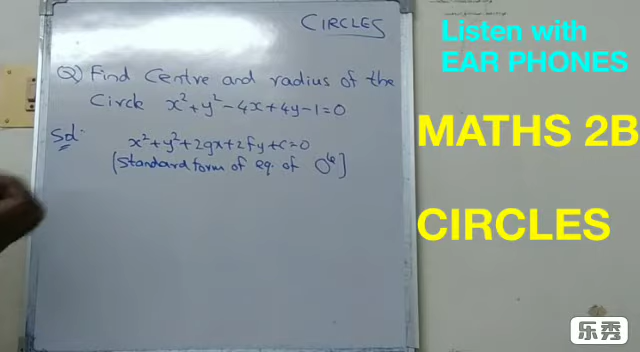 CIRCLES
Listen with
EAR PHONES
Q) Find Centre and radius of the
Circle x²+y²-4x+4y-1=0
Sol:
x²+y²+2gx+2fy+c=0
[Standard form of eq. of O^le]
MATHS 2B
CIRCLES
乐秀